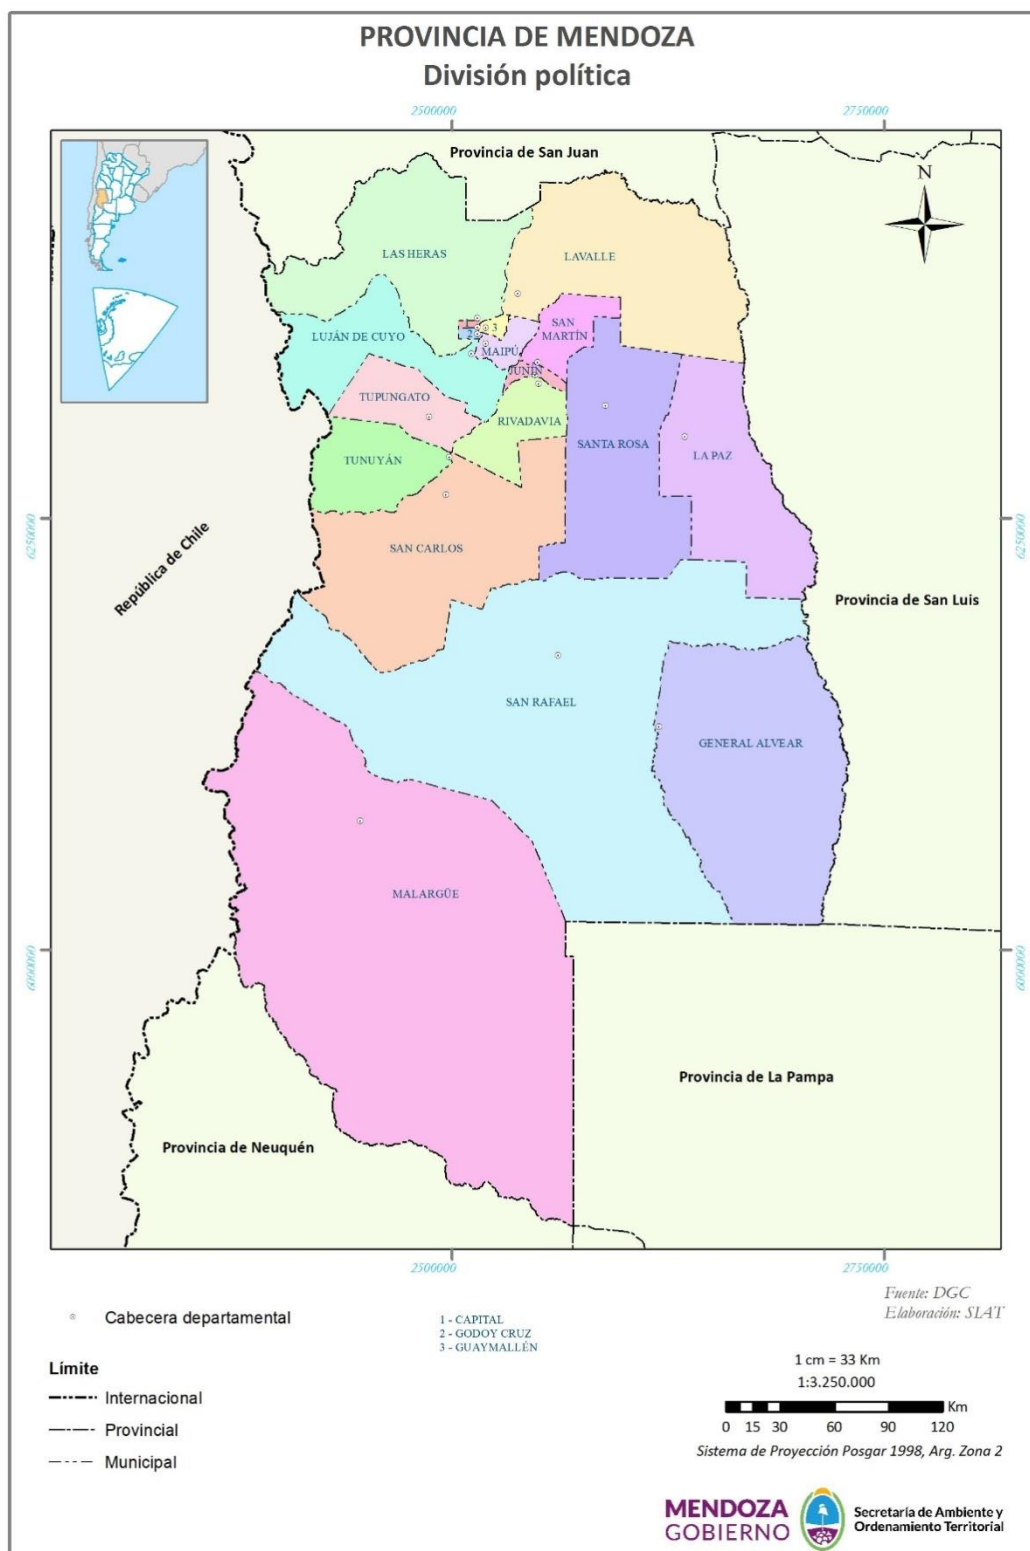 PROVINCIA DE MENDOZA
División política
2500000
2750000
Provincia de San Juan
N
LAS HERAS
LAVALLE
LUJÁN DE CUYO
2
3
MAIPÚ
SAN
MARTÍN
JUNÍN
TUPUNGATO
RIVADAVIA
SANTA ROSA
LA PAZ
TUNUYÁN
SAN CARLOS
6250000
6250000
República de Chile
Provincia de San Luis
SAN RAFAEL
GENERAL ALVEAR
MALARGÜE
6000000
6000000
Provincia de La Pampa
Provincia de Neuquén
2500000
2750000
Fuente: DGC
Elaboración: SLAT
Cabecera departamental
1 - CAPITAL
2 - GODOY CRUZ
3 - GUAYMALLÉN
Límite
Internacional
Provincial
Municipal
1 cm = 33 Km
1:3.250.000
Km
0 15 30 60 90 120
Sistema de Proyección Posgar 1998, Arg. Zona 2
MENDOZA
GOBIERNO
Secretaría de Ambiente y
Ordenamiento Territorial